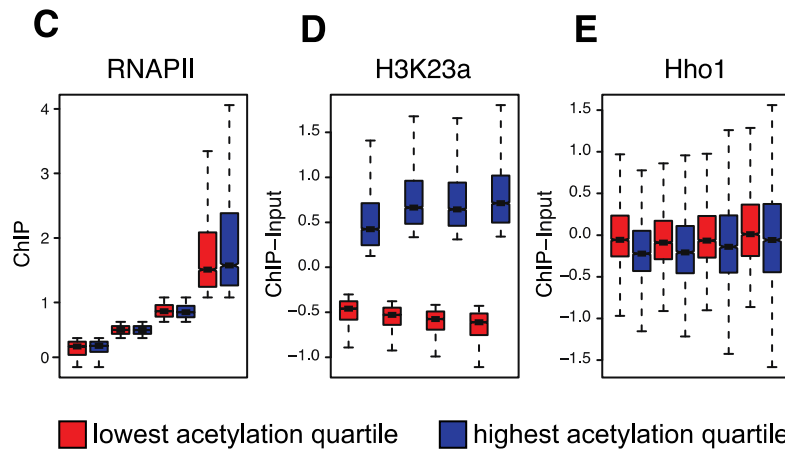 C
RNAPII
ChIP
4
2
1
0
D
H3K23a
ChIP-Input
1.5
1.0
0.5
0.0
−0.5
−1.0
E
Hho1
ChIP-Input
1.5
1.0
0.5
0.0
−0.5
−1.0
−1.5
lowest acetylation quartile
highest acetylation quartile